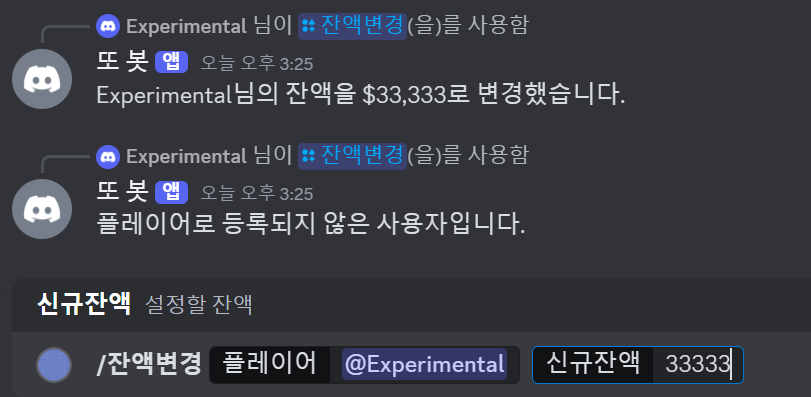 Experimental 님이 잔액변경(을)를 사용함
또 봇 앱 오늘 오후 3:25
Experimental님의 잔액을 $33,333로 변경했습니다.
Experimental 님이 잔액변경(을)를 사용함
또 봇 앱 오늘 오후 3:25
플레이어로 등록되지 않은 사용자입니다.
신규잔액 설정할 잔액
/잔액변경 플레이어 @Experimental 신규잔액 33333